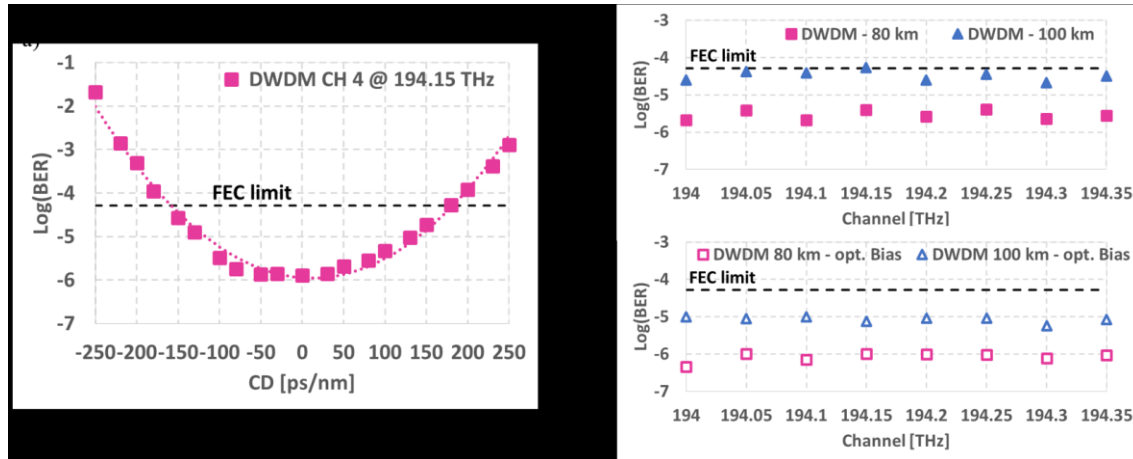 a)
-1
-2
-3
-4
-5
-6
-7
Log(BER)
DWDM CH 4 @ 194.15 THz
FEC limit
-250 -200 -150 -100 -50 0 50 100 150 200 250
CD [ps/nm]
-3
-4
-5
-6
-7
Log(BER)
DWDM - 80 km DWDM - 100 km
FEC limit
194 194.05 194.1 194.15 194.2 194.25 194.3 194.35
Channel [THz]
-3
-4
-5
-6
-7
Log(BER)
DWDM 80 km - opt. Bias DWDM 100 km - opt. Bias
FEC limit
194 194.05 194.1 194.15 194.2 194.25 194.3 194.35
Channel [THz]